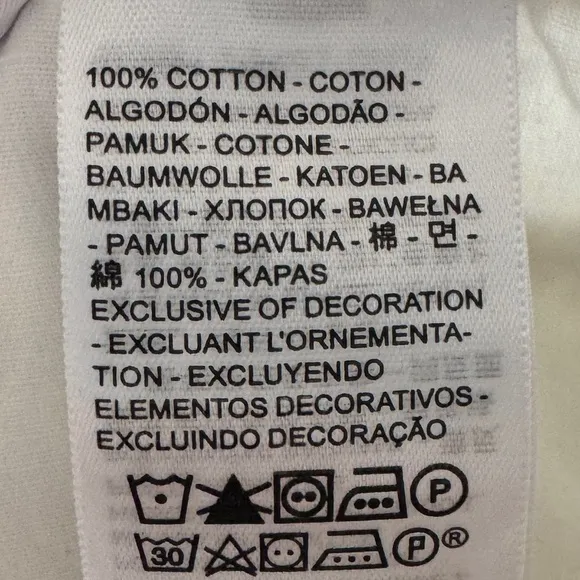 100% COTTON - COTON -
ALGODÓN - ALGODÃO -
PAMUK - COTONE -
BAUMWOLLE - KATOEN - BA
MBAKI - ХЛОПОК - BAWEŁNA
- PAMUT - BAVLNA - 棉 - 면 -
綿 100% - KAPAS
EXCLUSIVE OF DECORATION
- EXCLUANT L'ORNEMENTA-
TION - EXCLUYENDO
ELEMENTOS DECORATIVOS -
EXCLUINDO DECORAÇÃO
P
30 P ®